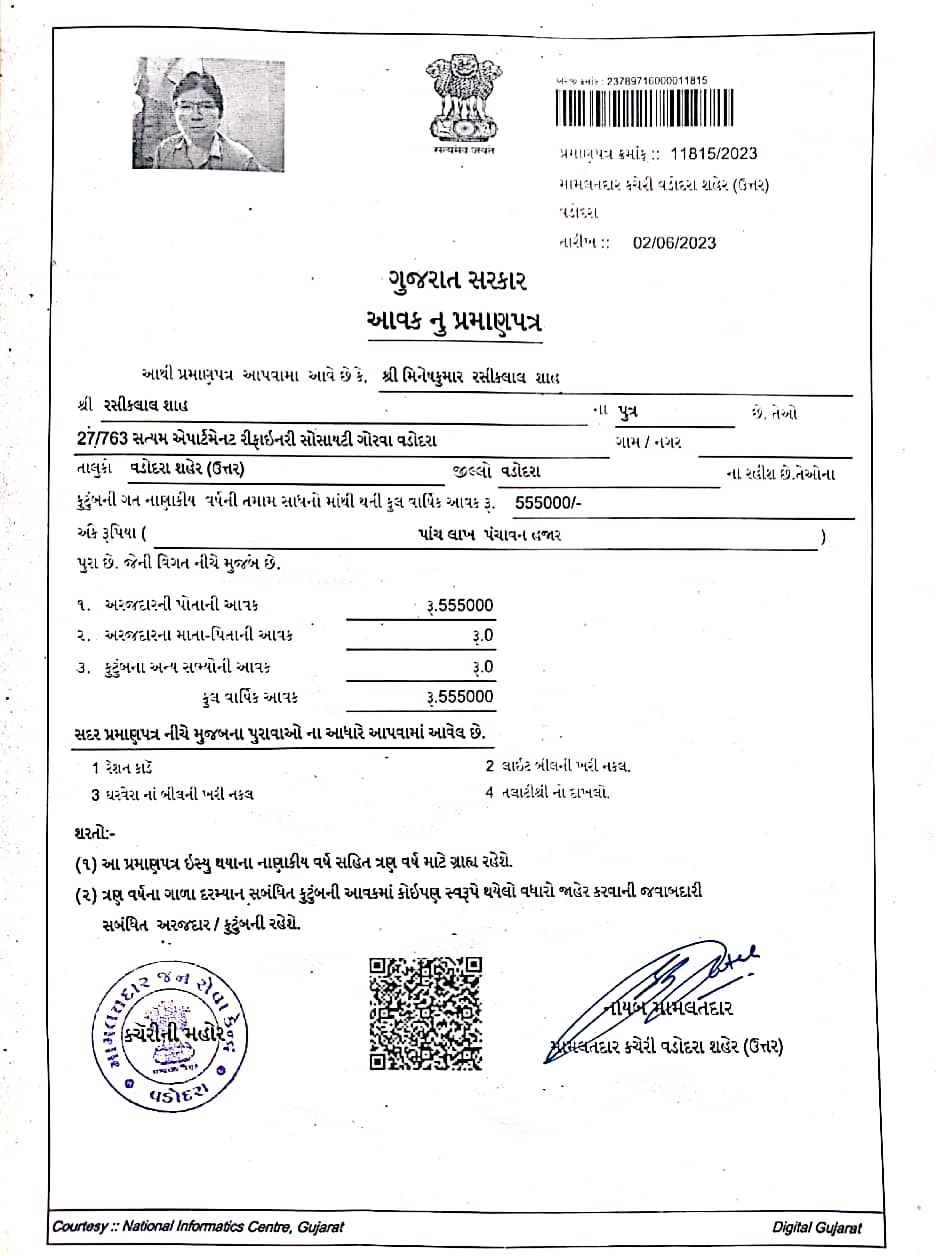 અરજી ક્રમાંક : 23789716000011815
सत्यमेव जयते
પ્રમાણપત્ર ક્રમાંક :: 11815/2023
મામલતદાર કચેરી વડોદરા શહેર (ઉત્તર)
વડોદરા
તારીખ :: 02/06/2023
ગુજરાત સરકાર
આવક નુ પ્રમાણપત્ર
આથી પ્રમાણપત્ર આપવામા આવે છે કે, શ્રી મિનેષકુમાર રસીકલાલ શાહ
શ્રી રસીકલાલ શાહ ના પુત્ર છે. તેઓ
27/763 સત્યમ એપાર્ટમેનટ રીફાઇનરી સોસાયટી ગોરવા વડોદરા ગામ / નગર
તાલુકો વડોદરા શહેર (ઉત્તર) જીલ્લો વડોદરા ના રહીશ છે.તેઓના
કુટુંબની ગત નાણાકીય વર્ષની તમામ સાધનો માંથી થતી કુલ વાર્ષિક આવક રૂ. 555000/-
અંકે રૂપિયા ( પાંચ લાખ પંચાવન હજાર )
પુરા છે. જેની વિગત નીચે મુજબ છે.
૧. અરજદારની પોતાની આવક રૂ.555000
૨. અરજદારના માતા-પિતાની આવક રૂ.0
૩. કુટુંબના અન્ય સભ્યોની આવક રૂ.0
કુલ વાર્ષિક આવક રૂ.555000
સદર પ્રમાણપત્ર નીચે મુજબના પુરાવાઓ ના આધારે આપવામાં આવેલ છે.
1 રેશન કાર્ડ 2 લાઇટ બીલની ખરી નકલ.
3 ઘરવેરા નાં બીલની ખરી નકલ 4 તલાટીશ્રી નો દાખલો.
શરતો:-
(૧) આ પ્રમાણપત્ર ઇસ્યુ થયાના નાણાકીય વર્ષ સહિત ત્રણ વર્ષ માટે ગ્રાહ્ય રહેશે.
(૨) ત્રણ વર્ષના ગાળા દરમ્યાન સબંધિત કુટુંબની આવકમાં કોઇપણ સ્વરૂપે થયેલો વધારો જાહેર કરવાની જવાબદારી
સબંધિત અરજદાર / કુટુંબની રહેશે.
મામલતદાર જન સેવા કેન્દ્ર
કચેરીની મહોર
વડોદરા
નાયબ મામલતદાર
મામલતદાર કચેરી વડોદરા શહેર (ઉત્તર)
Courtesy :: National Informatics Centre, Gujarat Digital Gujarat